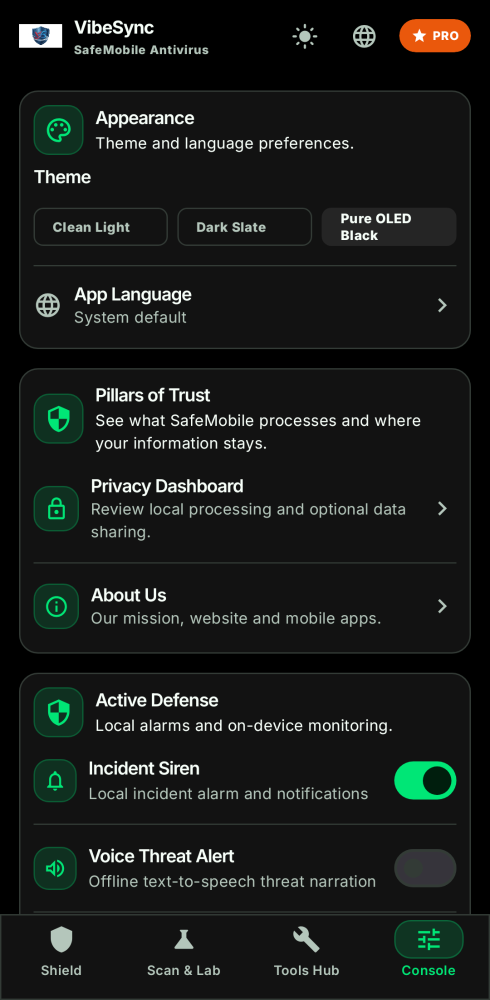 VibeSync
SafeMobile Antivirus
PRO
Appearance
Theme and language preferences.
Theme
Clean Light
Dark Slate
Pure OLED
Black
App Language
System default
Pillars of Trust
See what SafeMobile processes and where
your information stays.
Privacy Dashboard
Review local processing and optional data
sharing.
About Us
Our mission, website and mobile apps.
Active Defense
Local alarms and on-device monitoring.
Incident Siren
Local incident alarm and notifications
Voice Threat Alert
Offline text-to-speech threat narration
Shield
Scan & Lab
Tools Hub
Console